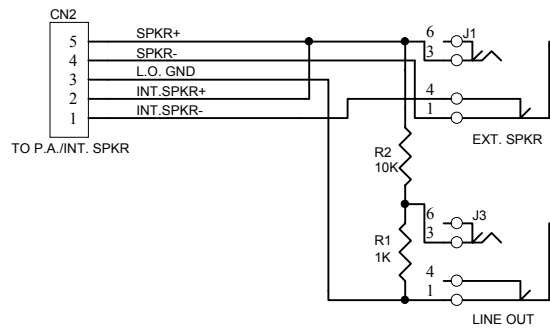 CN2
5 SPKR+
4 SPKR-
3 L.O. GND
2 INT.SPKR+
1 INT.SPKR-
TO P.A./INT. SPKR
6 J1
3
4
1
EXT. SPKR
R2
10K
6 J3
3
R1
1K
4
1
LINE OUT